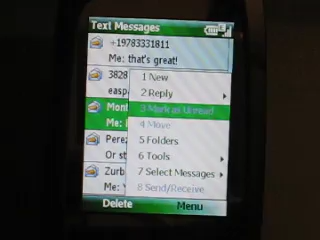 Text Messages
+19783331811
Me: that's great!
3828
easp
Mont
Me:
Perez
Or st
Zurb
Me:
1 New
2 Reply
3 Mark as Unread
4 Move
5 Folders
6 Tools
7 Select Messages
8 Send/Receive
Delete
Menu